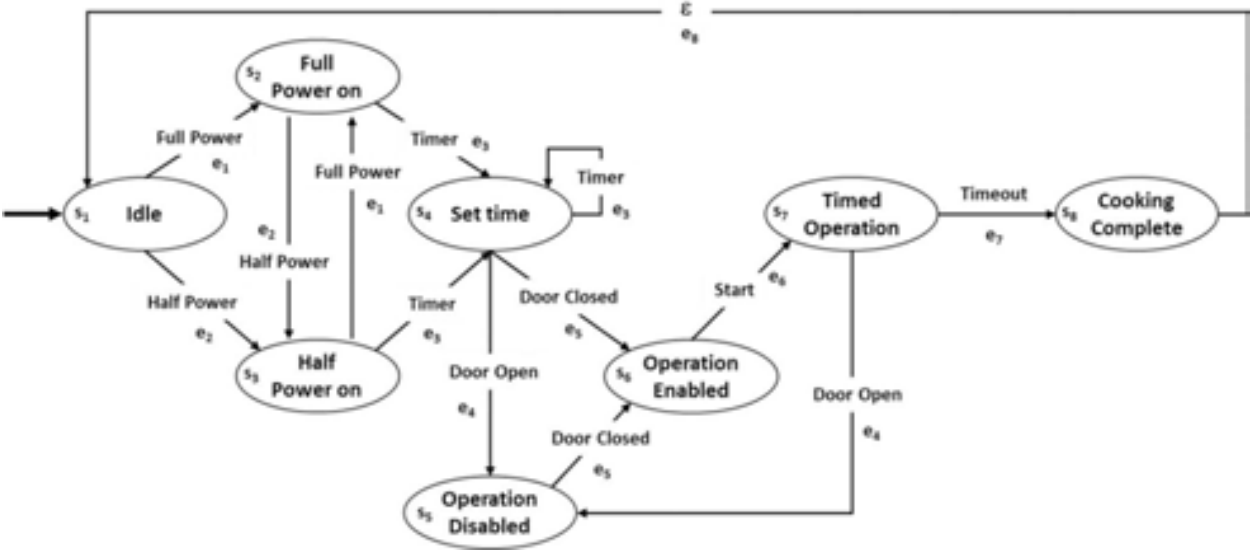 ε
e₈
s₂ Full
Power on
Full Power
e₁
Timer e₃
Full Power
e₁
Timer
e₃
s₁ Idle
s₄ Set time
s₇ Timed
Operation
Timeout
e₇
s₈ Cooking
Complete
e₂
Half Power
Half Power
e₂
Timer
e₃
Door Closed
e₅
Start
e₆
s₃ Half
Power on
Door Open
e₄
s₆ Operation
Enabled
Door Open
e₄
Door Closed
e₅
s₅ Operation
Disabled